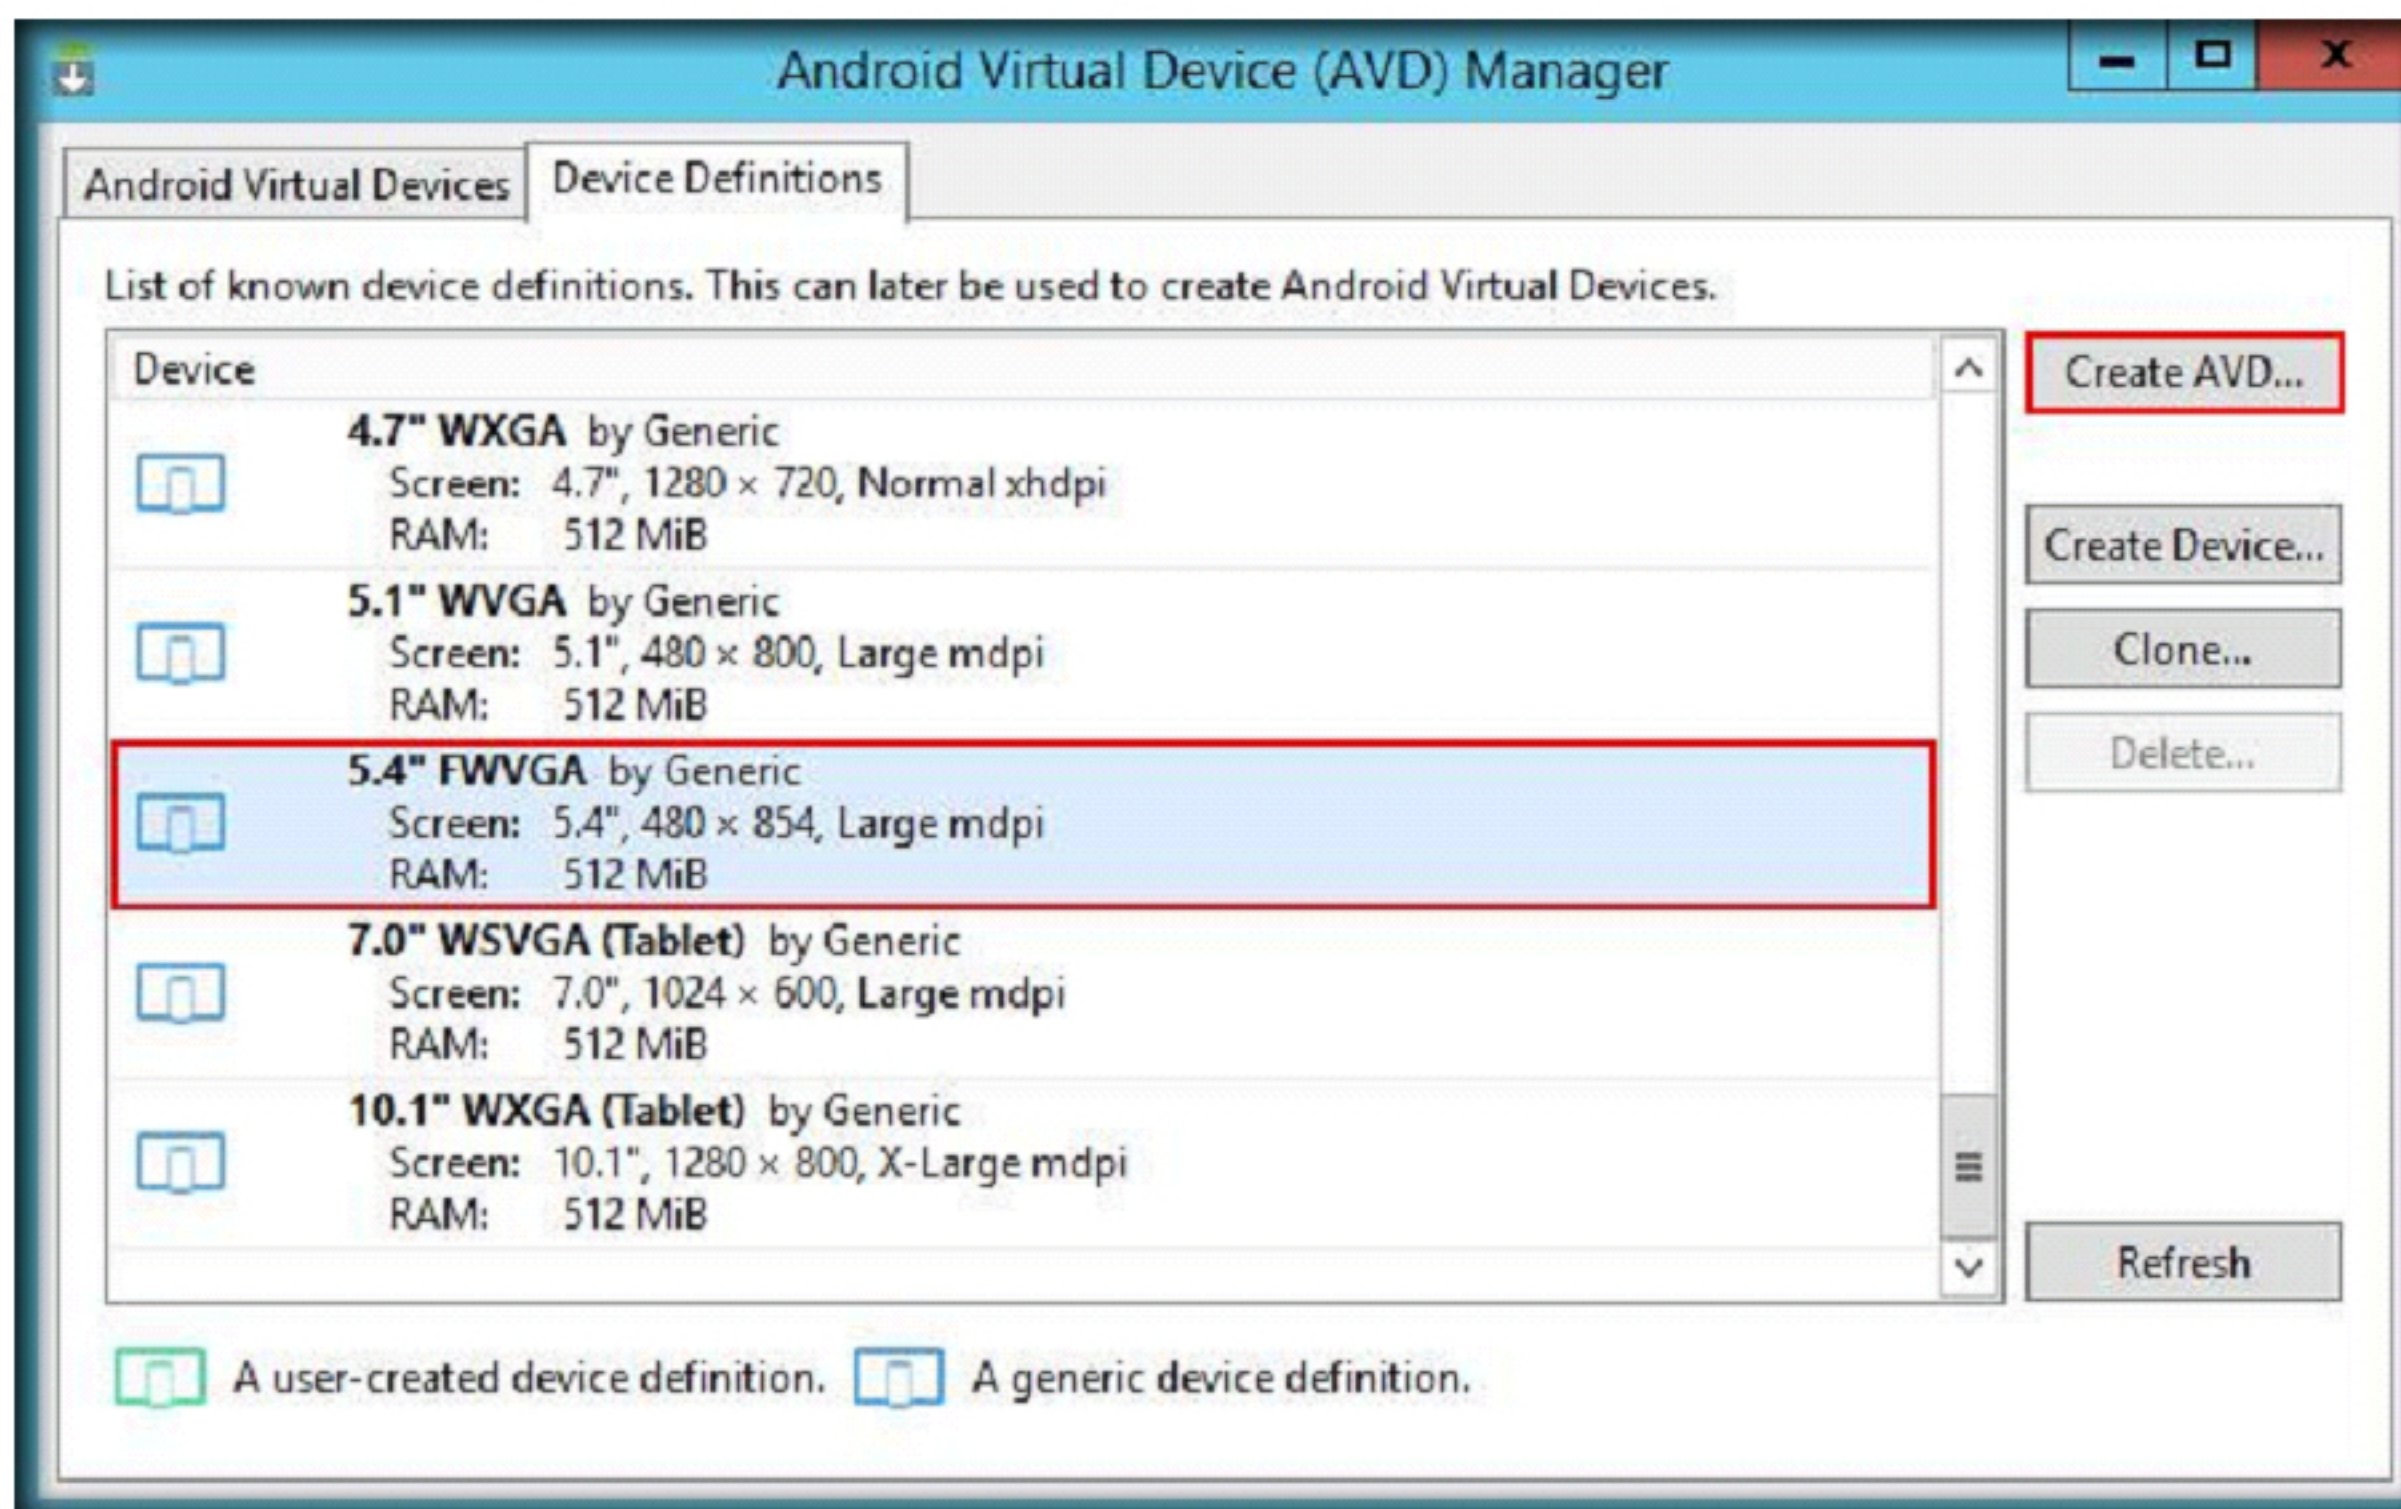 Android Virtual Device (AVD) Manager
Android Virtual Devices
Device Definitions
List of known device definitions. This can later be used to create Android Virtual Devices.
Device
4.7" WXGA by Generic
Screen: 4.7", 1280 × 720, Normal xhdpi
RAM: 512 MiB
5.1" WVGA by Generic
Screen: 5.1", 480 × 800, Large mdpi
RAM: 512 MiB
5.4" FWVGA by Generic
Screen: 5.4", 480 × 854, Large mdpi
RAM: 512 MiB
7.0" WSVGA (Tablet) by Generic
Screen: 7.0", 1024 × 600, Large mdpi
RAM: 512 MiB
10.1" WXGA (Tablet) by Generic
Screen: 10.1", 1280 × 800, X-Large mdpi
RAM: 512 MiB
Create AVD...
Create Device...
Clone...
Delete...
Refresh
A user-created device definition.
A generic device definition.